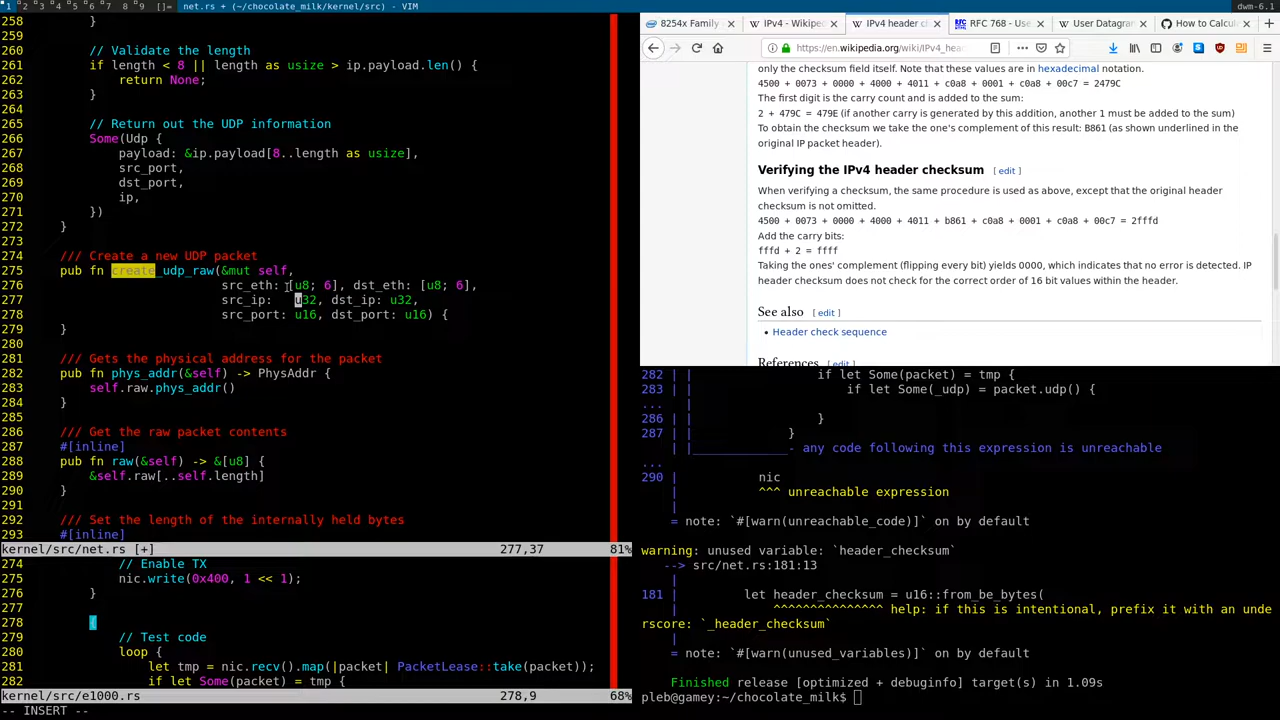 1 2 3 4 5 6 7 8 9 []= net.rs + (~/chocolate_milk/kernel/src) - VIM
dwm-6.1
258
259
260         // Validate the length
261         if length < 8 || length as usize > ip.payload.len() {
262             return None;
263         }
264
265         // Return out the UDP information
266         Some(Udp {
267             payload: &ip.payload[8..length as usize],
268             src_port,
269             dst_port,
270             ip,
271         })
272     }
273
274     /// Create a new UDP packet
275     pub fn create_udp_raw(&mut self,
276                           src_eth: [u8; 6], dst_eth: [u8; 6],
277                           src_ip:   u32, dst_ip: u32,
278                           src_port: u16, dst_port: u16) {
279     }
280
281     /// Gets the physical address for the packet
282     pub fn phys_addr(&self) -> PhysAddr {
283         self.raw.phys_addr()
284     }
285
286     /// Get the raw packet contents
287     #[inline]
288     pub fn raw(&self) -> &[u8] {
289         &self.raw[..self.length]
290     }
291
292     /// Set the length of the internally held bytes
293     #[inline]
kernel/src/net.rs [+] 277,37 81%
274             // Enable TX
275             nic.write(0x400, 1 << 1);
276         }
277
278         {
279             // Test code
280             loop {
281                 let tmp = nic.recv().map(|packet| PacketLease::take(packet));
282                 if let Some(packet) = tmp {
kernel/src/e1000.rs 278,9 68%
-- INSERT --
8254x Family
IPv4 - Wikiped
IPv4 header c
RFC 768 - Use
User Datagram
How to Calcul
https://en.wikipedia.org/wiki/IPv4_hea
only the checksum field itself. Note that these values are in hexadecimal notation.
4500 + 0073 + 0000 + 4000 + 4011 + c0a8 + 0001 + c0a8 + 00c7 = 2479C
The first digit is the carry count and is added to the sum:
2 + 479C = 479E (if another carry is generated by this addition, another 1 must be added to the sum)
To obtain the checksum we take the one's complement of this result: B861 (as shown underlined in the
original IP packet header).
Verifying the IPv4 header checksum [ edit ]
When verifying a checksum, the same procedure is used as above, except that the original header
checksum is not omitted.
4500 + 0073 + 0000 + 4000 + 4011 + b861 + c0a8 + 0001 + c0a8 + 00c7 = 2fffd
Add the carry bits:
fffd + 2 = ffff
Taking the ones' complement (flipping every bit) yields 0000, which indicates that no error is detected. IP
header checksum does not check for the correct order of 16 bit values within the header.
See also [ edit ]
• Header check sequence
References [ edit ]
282 | |                 if let Some(packet) = tmp {
283 | |                     if let Some(_udp) = packet.udp() {
...   |
286 | |                 }
287 | |             }
      | |_____________- any code following this expression is unreachable
...
290 |           nic
    |           ^^^ unreachable expression
    |
    = note: `#[warn(unreachable_code)]` on by default
warning: unused variable: `header_checksum`
   --> src/net.rs:181:13
    |
181 |         let header_checksum = u16::from_be_bytes(
    |             ^^^^^^^^^^^^^^^ help: if this is intentional, prefix it with an unde
rscore: `_header_checksum`
    |
    = note: `#[warn(unused_variables)]` on by default
    Finished release [optimized + debuginfo] target(s) in 1.09s
pleb@gamey:~/chocolate_milk$